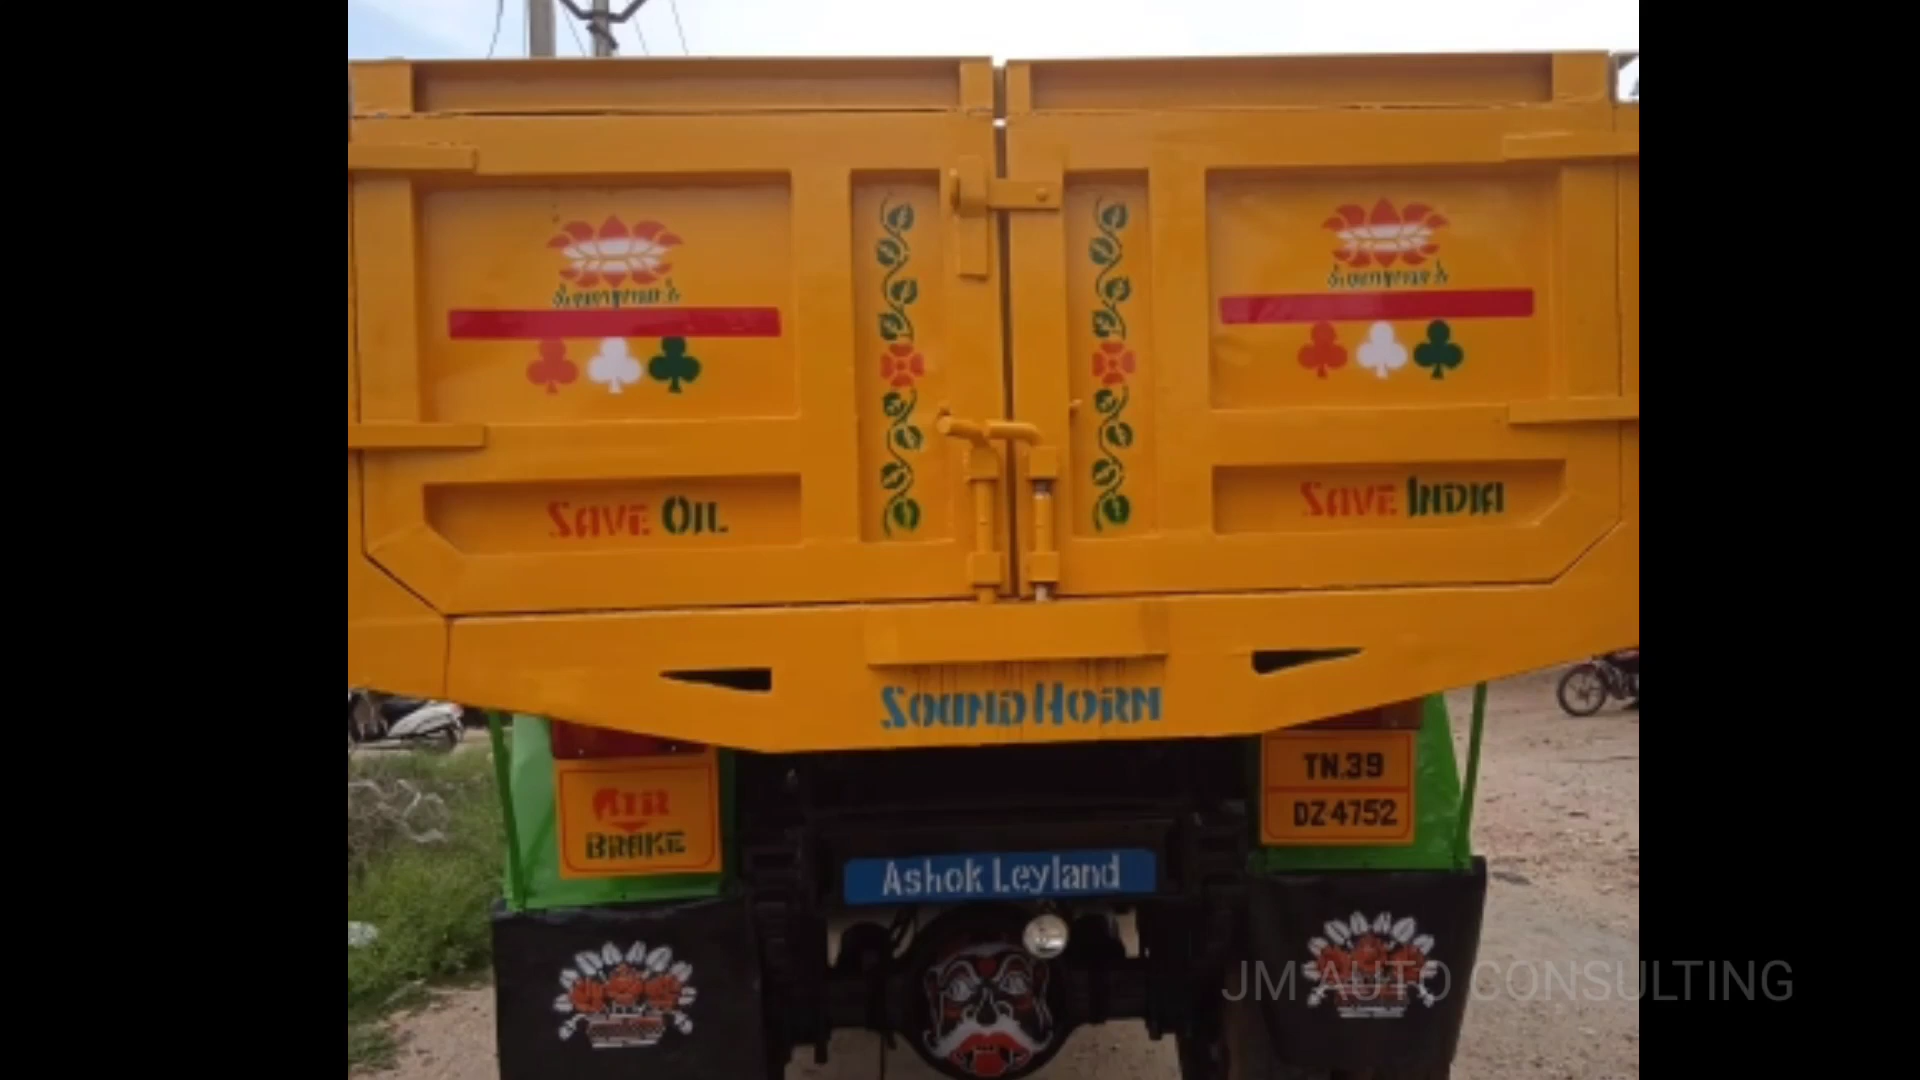 SAVE OIL
SAVE INDIA
SOUND HORN
AIR
BRAKE
TN.39
DZ-4752
Ashok Leyland
JM AUTO CONSULTING